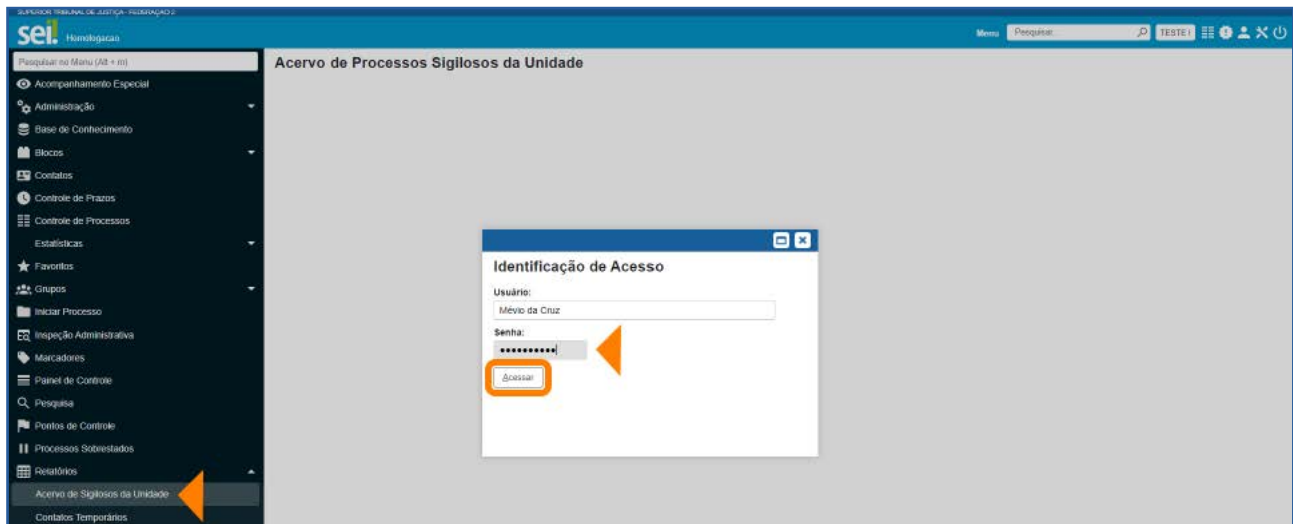 SUPERIOR TRIBUNAL DE JUSTIÇA - FEDERAÇÃO 2
sei. Homologacao
Menu Pesquisar... TESTE
Pesquisar no Menu (Alt + m)
Acervo de Processos Sigilosos da Unidade
Acompanhamento Especial
Administração
Base de Conhecimento
Blocos
Contatos
Controle de Prazos
Controle de Processos
Estatísticas
Favoritos
Grupos
Iniciar Processo
Inspeção Administrativa
Marcadores
Painel de Controle
Pesquisa
Pontos de Controle
Processos Sobrestados
Relatórios
Acervo de Sigilosos da Unidade
Contatos Temporários
Identificação de Acesso
Usuário:
Mévio da Cruz
Senha:
••••••••••
Acessar